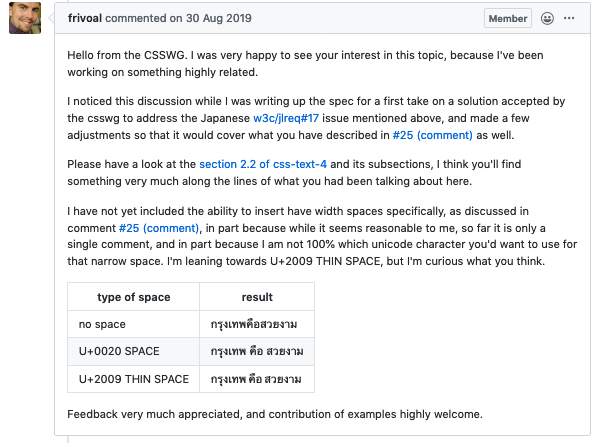 frivoal commented on 30 Aug 2019
Member
Hello from the CSSWG. I was very happy to see your interest in this topic, because I've been
working on something highly related.
I noticed this discussion while I was writing up the spec for a first take on a solution accepted by
the csswg to address the Japanese w3c/jlreq#17 issue mentioned above, and made a few
adjustments so that it would cover what you have described in #25 (comment) as well.
Please have a look at the section 2.2 of css-text-4 and its subsections, I think you'll find
something very much along the lines of what you had been talking about here.
I have not yet included the ability to insert have width spaces specifically, as discussed in
comment #25 (comment), in part because while it seems reasonable to me, so far it is only a
single comment, and in part because I am not 100% which unicode character you'd want to use for
that narrow space. I'm leaning towards U+2009 THIN SPACE, but I'm curious what you think.
type of space result
no space กรุงเทพคือสวยงาม
U+0020 SPACE กรุงเทพ คือ สวยงาม
U+2009 THIN SPACE กรุงเทพ คือ สวยงาม
Feedback very much appreciated, and contribution of examples highly welcome.